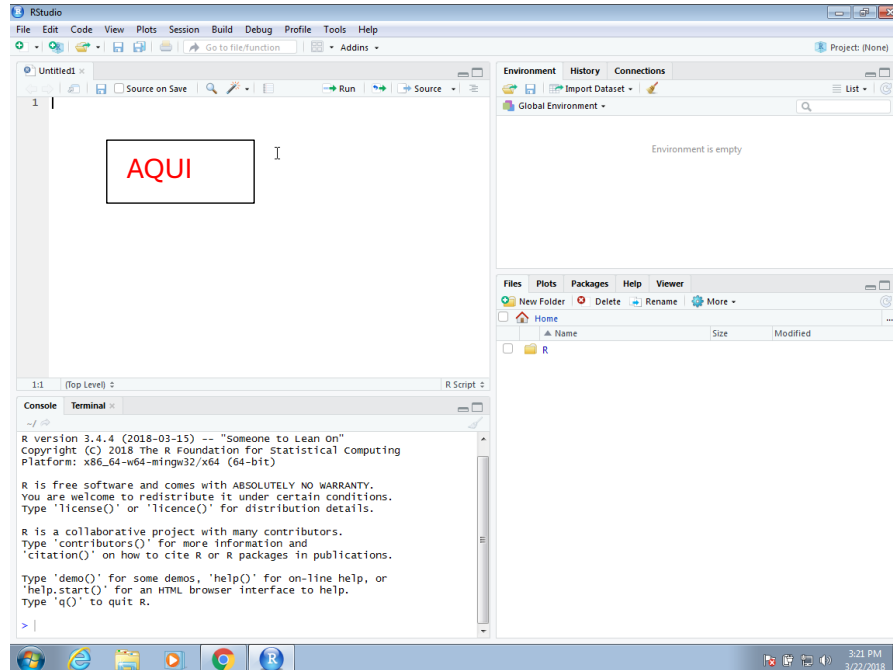 RStudio
File Edit Code View Plots Session Build Debug Profile Tools Help
Go to file/function Addins Project: (None)
Untitled1
Source on Save Run Source
1
AQUI
1:1 (Top Level) R Script
Console Terminal
~/
R version 3.4.4 (2018-03-15) -- "Someone to Lean On"
Copyright (C) 2018 The R Foundation for Statistical Computing
Platform: x86_64-w64-mingw32/x64 (64-bit)
R is free software and comes with ABSOLUTELY NO WARRANTY.
You are welcome to redistribute it under certain conditions.
Type 'license()' or 'licence()' for distribution details.
R is a collaborative project with many contributors.
Type 'contributors()' for more information and
'citation()' on how to cite R or R packages in publications.
Type 'demo()' for some demos, 'help()' for on-line help, or
'help.start()' for an HTML browser interface to help.
Type 'q()' to quit R.
>
Environment History Connections
Import Dataset List
Global Environment
Environment is empty
Files Plots Packages Help Viewer
New Folder Delete Rename More
Home ...
Name Size Modified
R
R
3:21 PM
3/22/2018